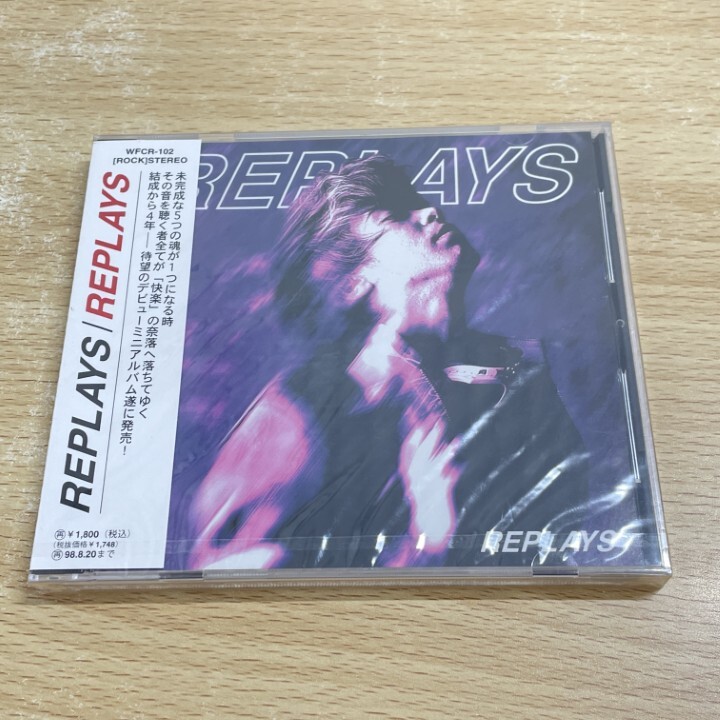 WFCR-102
[ROCK]STEREO
REPLAYS
未完成な5つの魂が1つになる時
その音を聴く者全てが「快楽」の奈落へ落ちてゆく
結成から4年── 待望のデビューミニアルバム遂に発売!
REPLAYS / REPLAYS
再¥1,800(税込)
(税抜価格¥1,748)
再98.8.20まで
REPLAYS